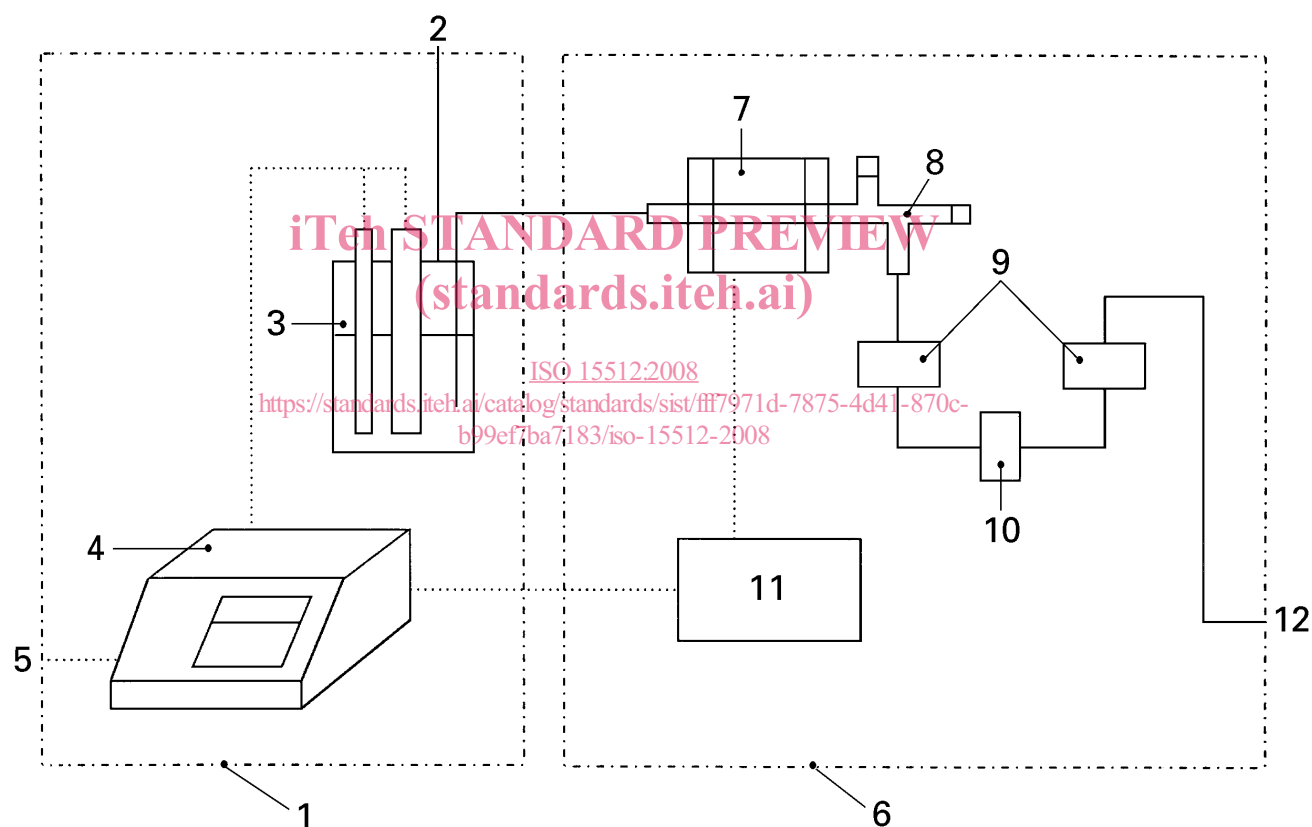 2
7
8
iTeh STANDARD PREVIEW
(standards.iteh.ai)
9
3
ISO 15512:2008
https://standards.iteh.ai/catalog/standards/sist/fff7971d-7875-4d41-870c-
b99ef7ba7183/iso-15512-2008
10
4
11
12
5
1
6